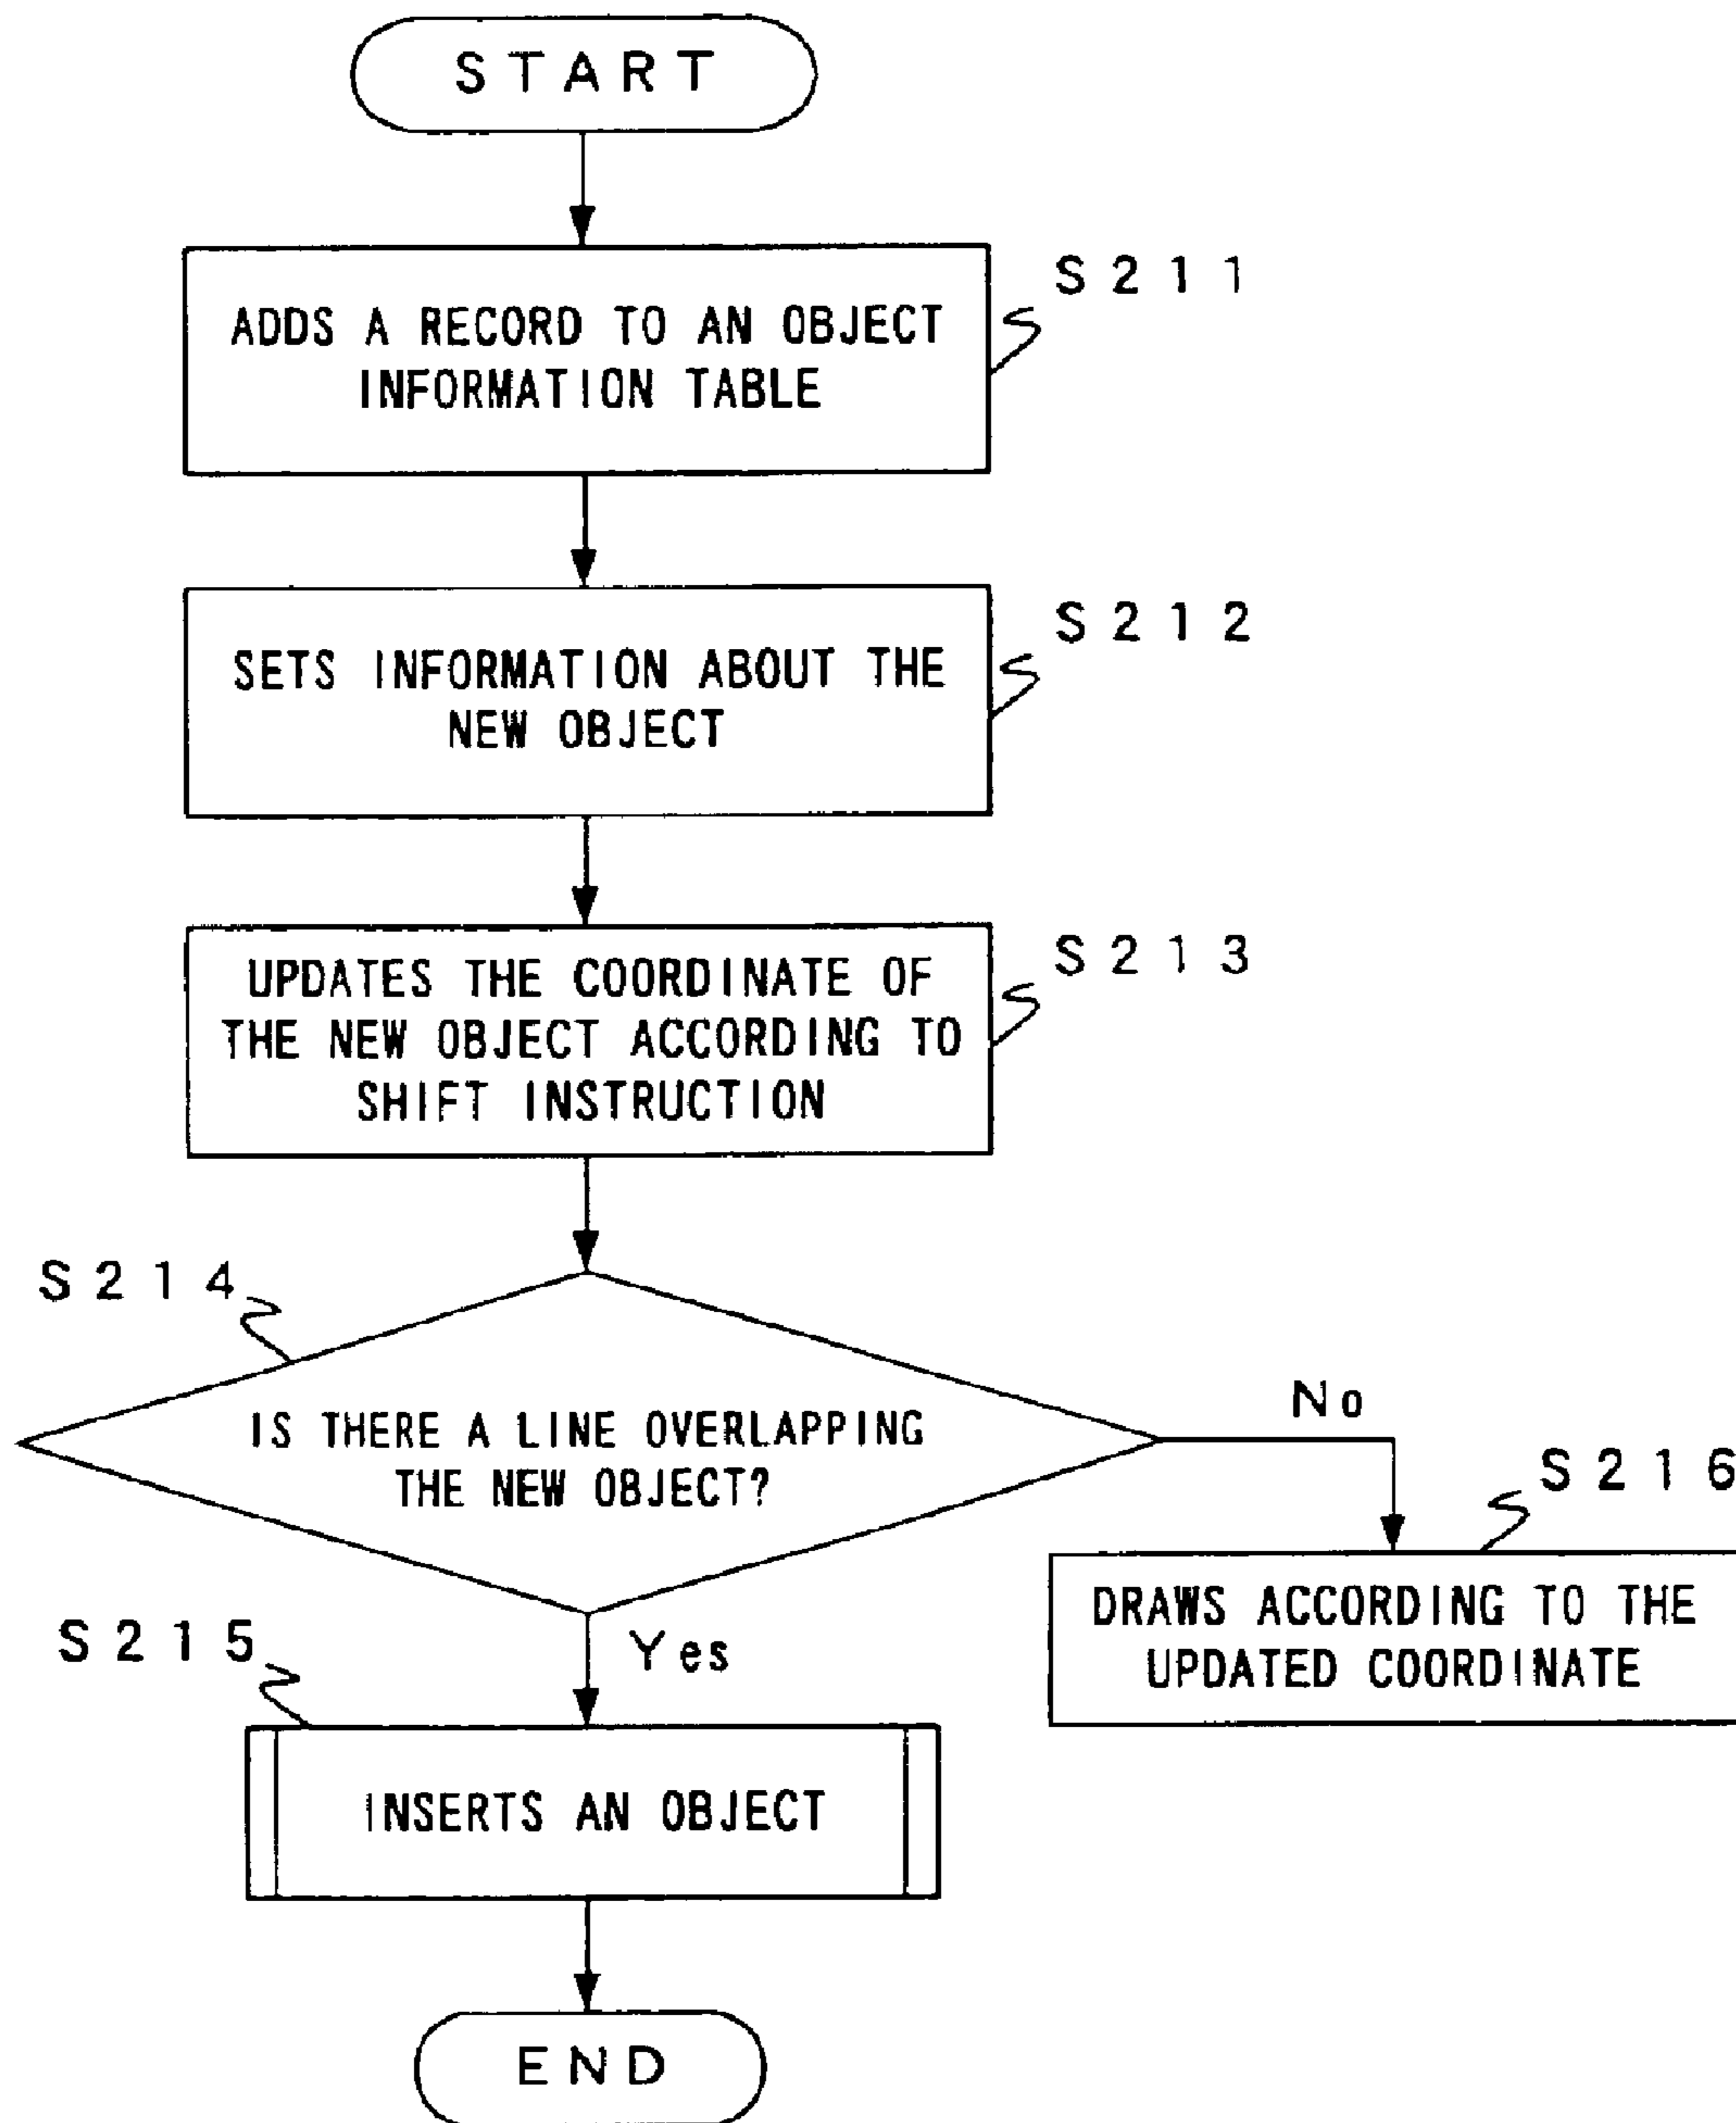 START
S211
ADDS A RECORD TO AN OBJECT
INFORMATION TABLE
S212
SETS INFORMATION ABOUT THE
NEW OBJECT
S213
UPDATES THE COORDINATE OF
THE NEW OBJECT ACCORDING TO
SHIFT INSTRUCTION
S214
IS THERE A LINE OVERLAPPING
THE NEW OBJECT?
No
S216
DRAWS ACCORDING TO THE
UPDATED COORDINATE
Yes
S215
INSERTS AN OBJECT
END